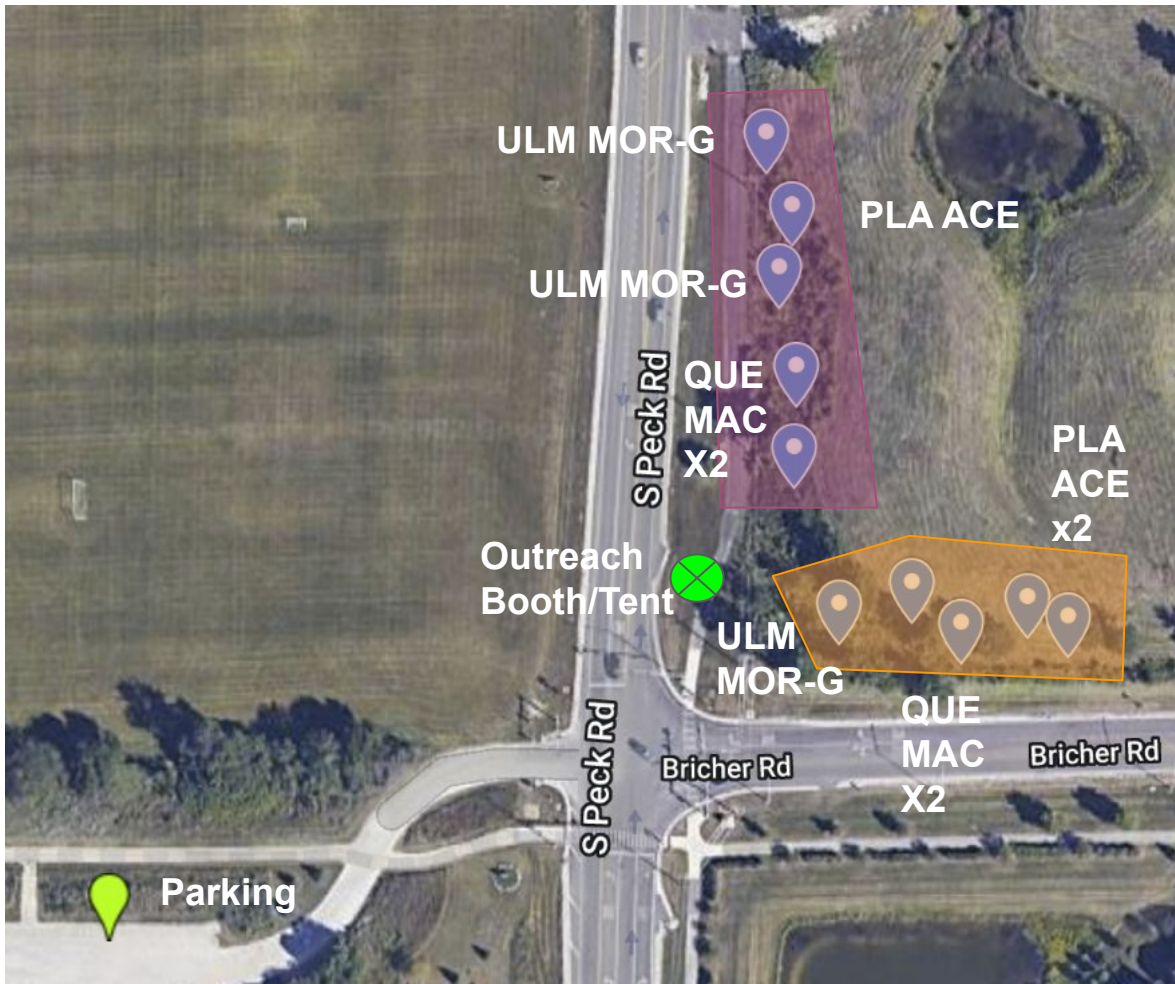 ULM MOR-G
PLA ACE
ULM MOR-G
QUE
MAC
X2
S Peck Rd
PLA
ACE
x2
Outreach
Booth/Tent
ULM
MOR-G
QUE
MAC
X2
S Peck Rd
Bricher Rd
Bricher Rd
Parking